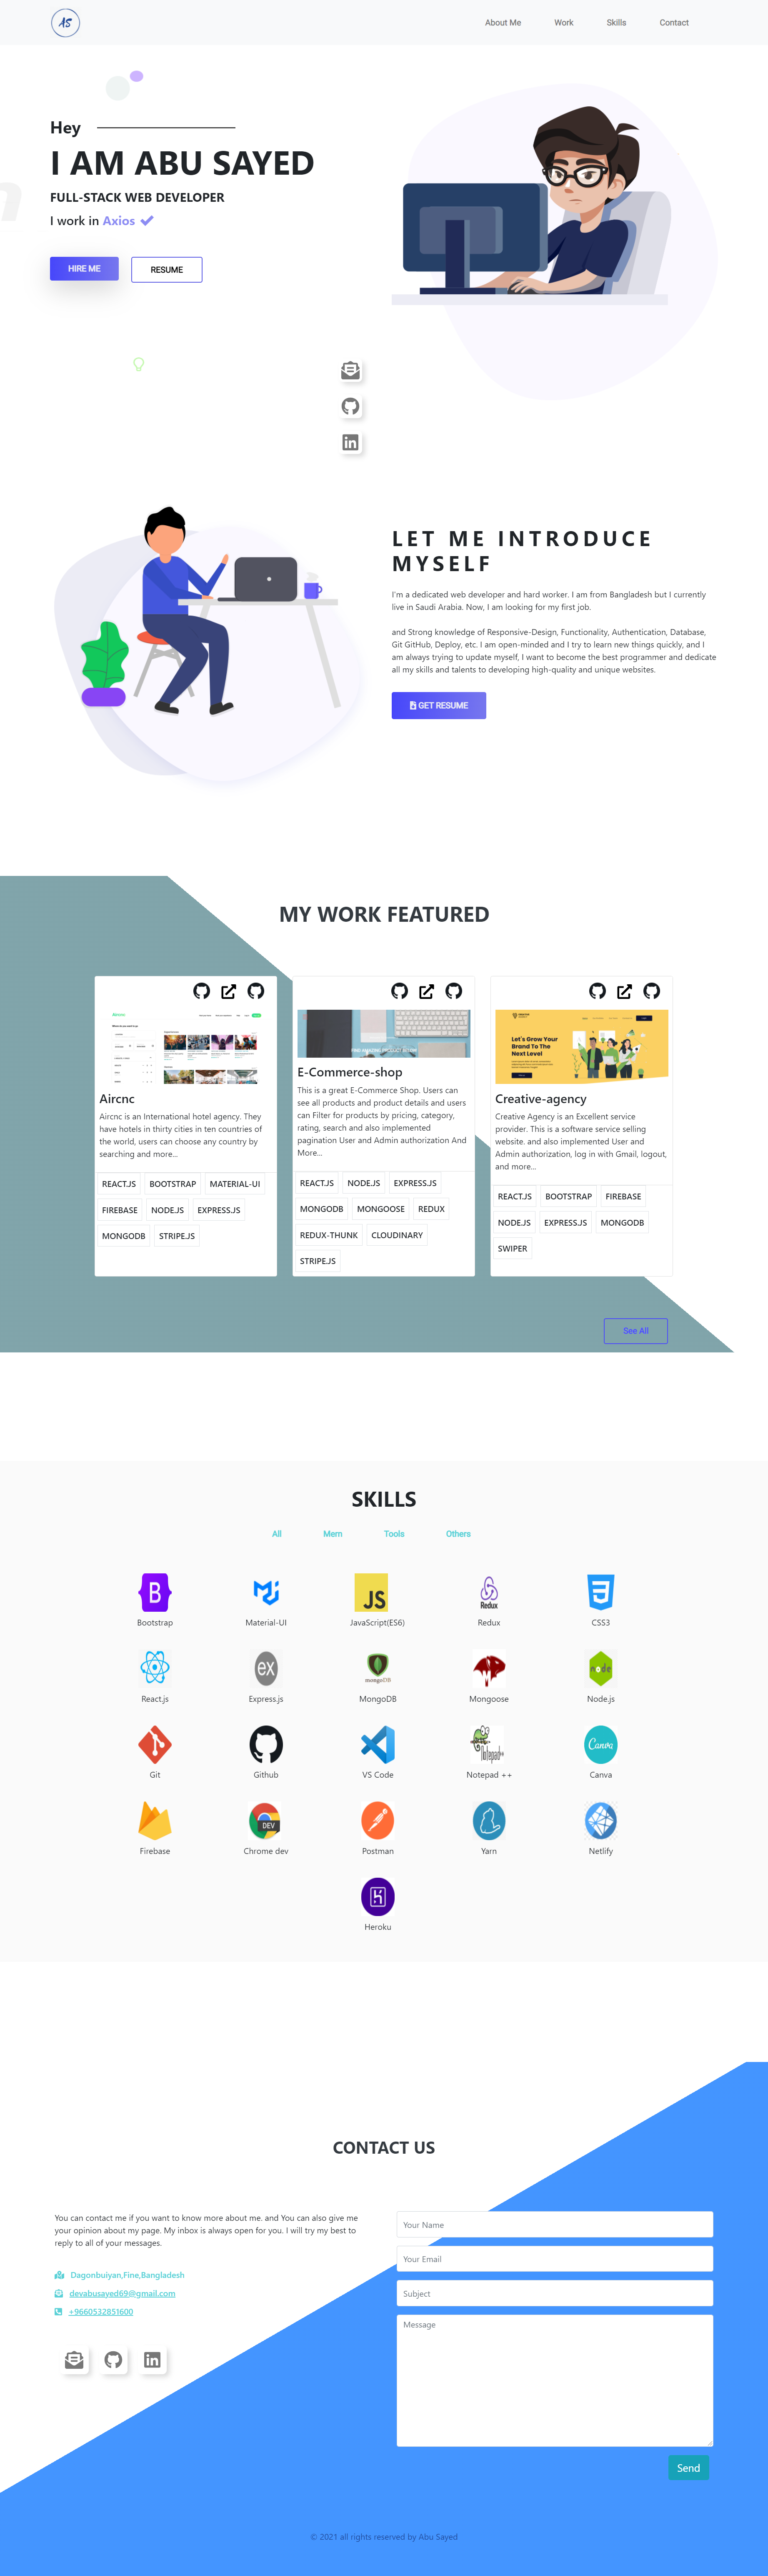 AS
About Me Work Skills Contact
Hey
I AM ABU SAYED
FULL-STACK WEB DEVELOPER
I work in Axios
HIRE ME RESUME
LET ME INTRODUCE
MYSELF
I'm a dedicated web developer and hard worker. I am from Bangladesh but I currently
live in Saudi Arabia. Now, I am looking for my first job.
and Strong knowledge of Responsive-Design, Functionality, Authentication, Database,
Git GitHub, Deploy, etc. I am open-minded and I try to learn new things quickly, and I
am always trying to update myself, I want to become the best programmer and dedicate
all my skills and talents to developing high-quality and unique websites.
GET RESUME
MY WORK FEATURED
Aircnc
Aircnc is an International hotel agency. They
have hotels in thirty cities in ten countries of
the world, users can choose any country by
searching and more...
REACT.JS BOOTSTRAP MATERIAL-UI
FIREBASE NODE.JS EXPRESS.JS
MONGODB STRIPE.JS
E-Commerce-shop
This is a great E-Commerce Shop. Users can
see all products and product details and users
can Filter for products by pricing, category,
rating, search and also implemented
pagination User and Admin authorization And
More...
REACT.JS NODE.JS EXPRESS.JS
MONGODB MONGOOSE REDUX
REDUX-THUNK CLOUDINARY
STRIPE.JS
Let's Grow Your
Brand To The
Next Level
Creative-agency
Creative Agency is an Excellent service
provider. This is a software service selling
website. and also implemented User and
Admin authorization, log in with Gmail, logout,
and more...
REACT.JS BOOTSTRAP FIREBASE
NODE.JS EXPRESS.JS MONGODB
SWIPER
See All
SKILLS
All Mern Tools Others
B JS Redux
Bootstrap Material-UI JavaScript(ES6) Redux CSS3
ex mongoDB node
React.js Express.js MongoDB Mongoose Node.js
Notepad++ Canva
Git Github VS Code Notepad ++ Canva
DEV
Firebase Chrome dev Postman Yarn Netlify
Heroku
CONTACT US
You can contact me if you want to know more about me. and You can also give me
your opinion about my page. My inbox is always open for you. I will try my best to
reply to all of your messages.
Dagonbuiyan,Fine,Bangladesh
devabusayed69@gmail.com
+9660532851600
Your Name
Your Email
Subject
Message
Send
© 2021 all rights reserved by Abu Sayed